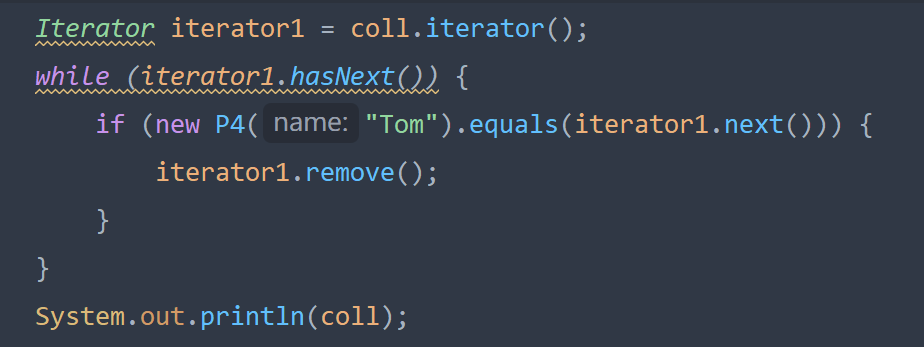 Iterator iterator1 = coll.iterator();
while (iterator1.hasNext()) {
if (new P4( name: "Tom").equals(iterator1.next())) {
iterator1.remove();
}
}
System.out.println(coll);